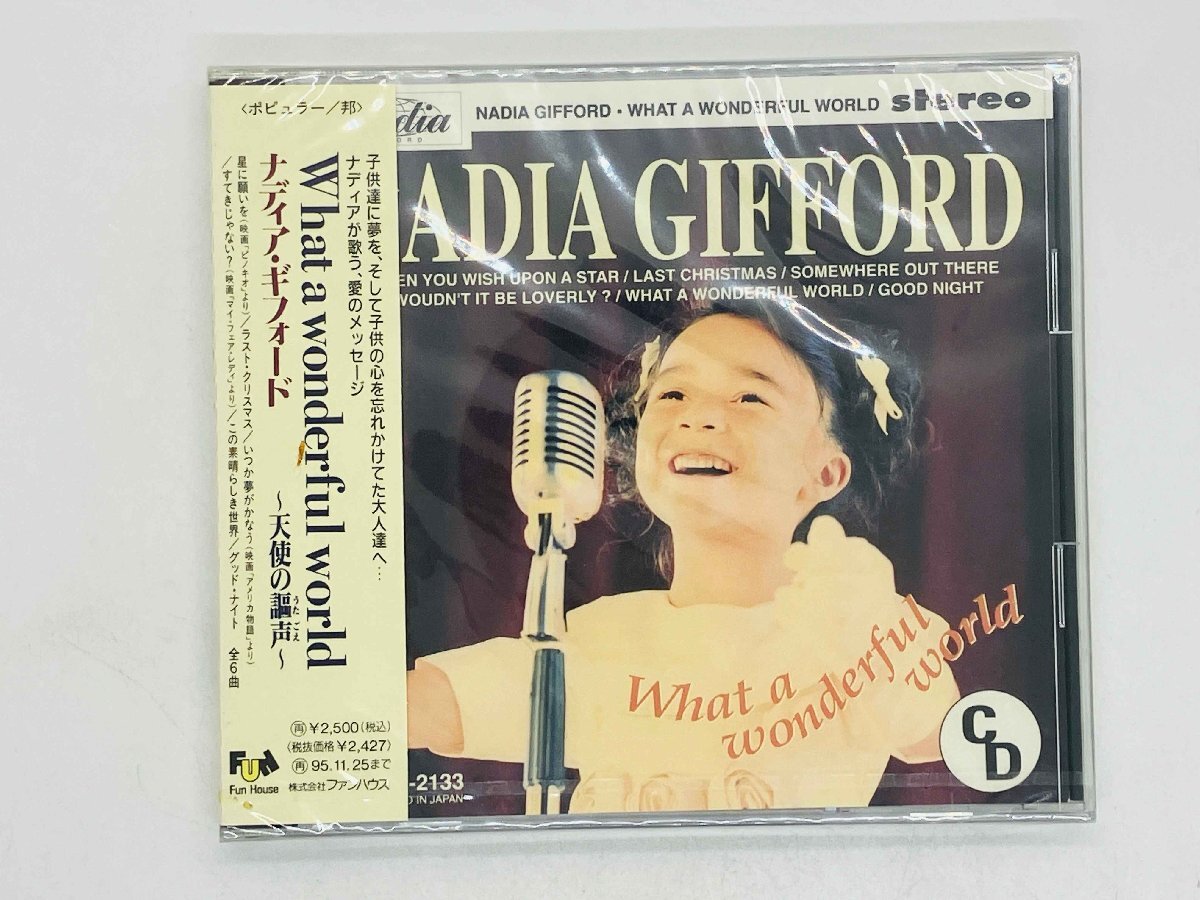 〈ポピュラー／邦〉
子供達に夢を、そして子供の心を忘れかけてた大人達へ…
ナディアが歌う、愛のメッセージ
What a wonderful world
ナディア・ギフォード
～天使の謳声～
うた ごえ
星に願いを(映画「ピノキオ」より)／ラスト・クリスマス／いつか夢がかなう(映画「アメリカ物語」より)
／すてきじゃない？(映画「マイ・フェア・レディ」より)／この素晴らしき世界／グッド・ナイト 全6曲
再 ¥2,500(税込)
(税抜価格¥2,427)
再 95.11.25まで
Fun
Fun House 株式会社ファンハウス
NADIA GIFFORD • WHAT A WONDERFUL WORLD stereo
ADIA GIFFORD
EN YOU WISH UPON A STAR / LAST CHRISTMAS / SOMEWHERE OUT THERE
WOUDN'T IT BE LOVERLY ? / WHAT A WONDERFUL WORLD / GOOD NIGHT
What a
wonderful
world
CD
-2133
IN JAPAN